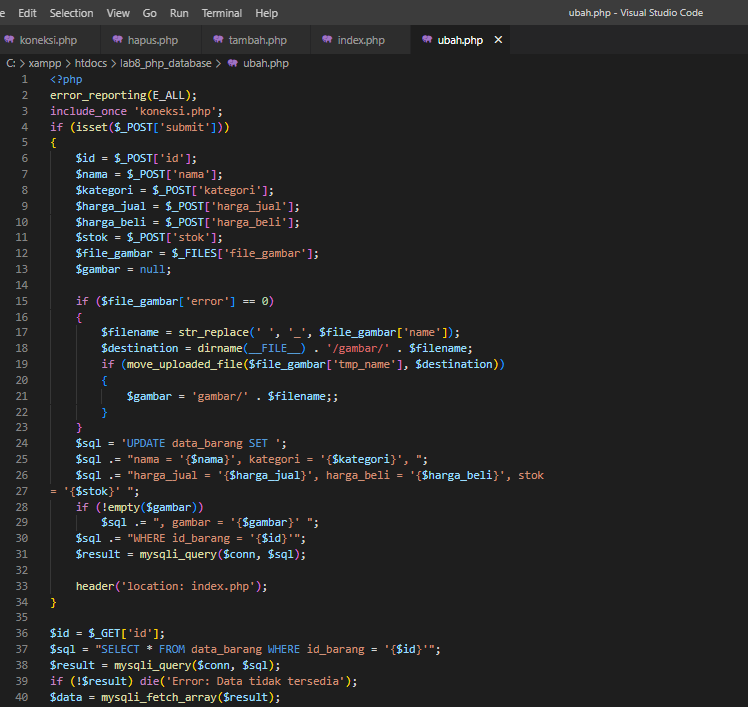 e Edit Selection View Go Run Terminal Help ubah.php - Visual Studio Code
koneksi.php hapus.php tambah.php index.php ubah.php ×
C: > xampp > htdocs > lab8_php_database > ubah.php
1 <?php
2 error_reporting(E_ALL);
3 include_once 'koneksi.php';
4 if (isset($_POST['submit']))
5 {
6     $id = $_POST['id'];
7     $nama = $_POST['nama'];
8     $kategori = $_POST['kategori'];
9     $harga_jual = $_POST['harga_jual'];
10     $harga_beli = $_POST['harga_beli'];
11     $stok = $_POST['stok'];
12     $file_gambar = $_FILES['file_gambar'];
13     $gambar = null;
14
15     if ($file_gambar['error'] == 0)
16     {
17         $filename = str_replace(' ', '_', $file_gambar['name']);
18         $destination = dirname(__FILE__) . '/gambar/' . $filename;
19         if (move_uploaded_file($file_gambar['tmp_name'], $destination))
20         {
21             $gambar = 'gambar/' . $filename;;
22         }
23     }
24     $sql = 'UPDATE data_barang SET ';
25     $sql .= "nama = '{$nama}', kategori = '{$kategori}', ";
26     $sql .= "harga_jual = '{$harga_jual}', harga_beli = '{$harga_beli}', stok
27 = '{$stok}' ";
28     if (!empty($gambar))
29         $sql .= ", gambar = '{$gambar}' ";
30     $sql .= "WHERE id_barang = '{$id}'";
31     $result = mysqli_query($conn, $sql);
32
33     header('location: index.php');
34 }
35
36 $id = $_GET['id'];
37 $sql = "SELECT * FROM data_barang WHERE id_barang = '{$id}'";
38 $result = mysqli_query($conn, $sql);
39 if (!$result) die('Error: Data tidak tersedia');
40 $data = mysqli_fetch_array($result);